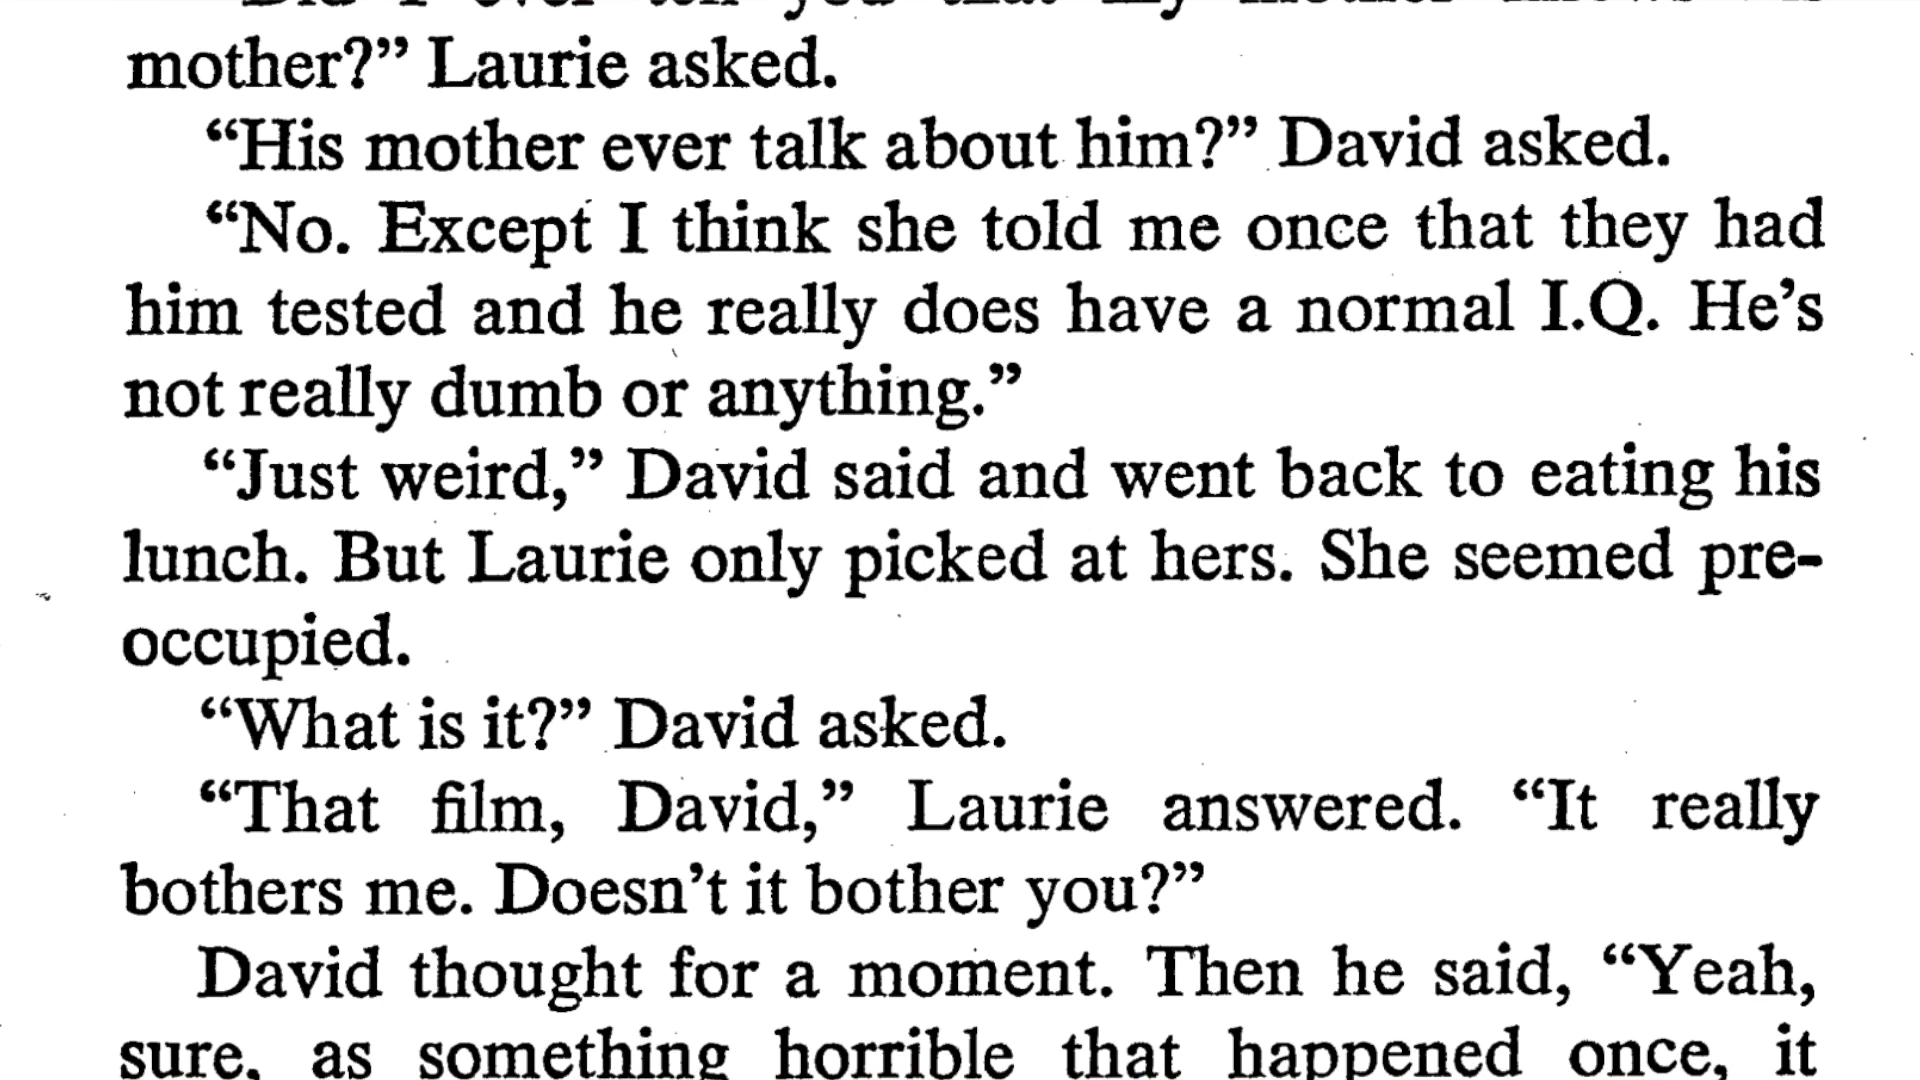 mother?” Laurie asked.
“His mother ever talk about him?” David asked.
“No. Except I think she told me once that they had
him tested and he really does have a normal I.Q. He’s
not really dumb or anything.”
“Just weird,” David said and went back to eating his
lunch. But Laurie only picked at hers. She seemed pre-
occupied.
“What is it?” David asked.
“That film, David,” Laurie answered. “It really
bothers me. Doesn’t it bother you?”
David thought for a moment. Then he said, “Yeah,
sure, as something horrible that happened once, it